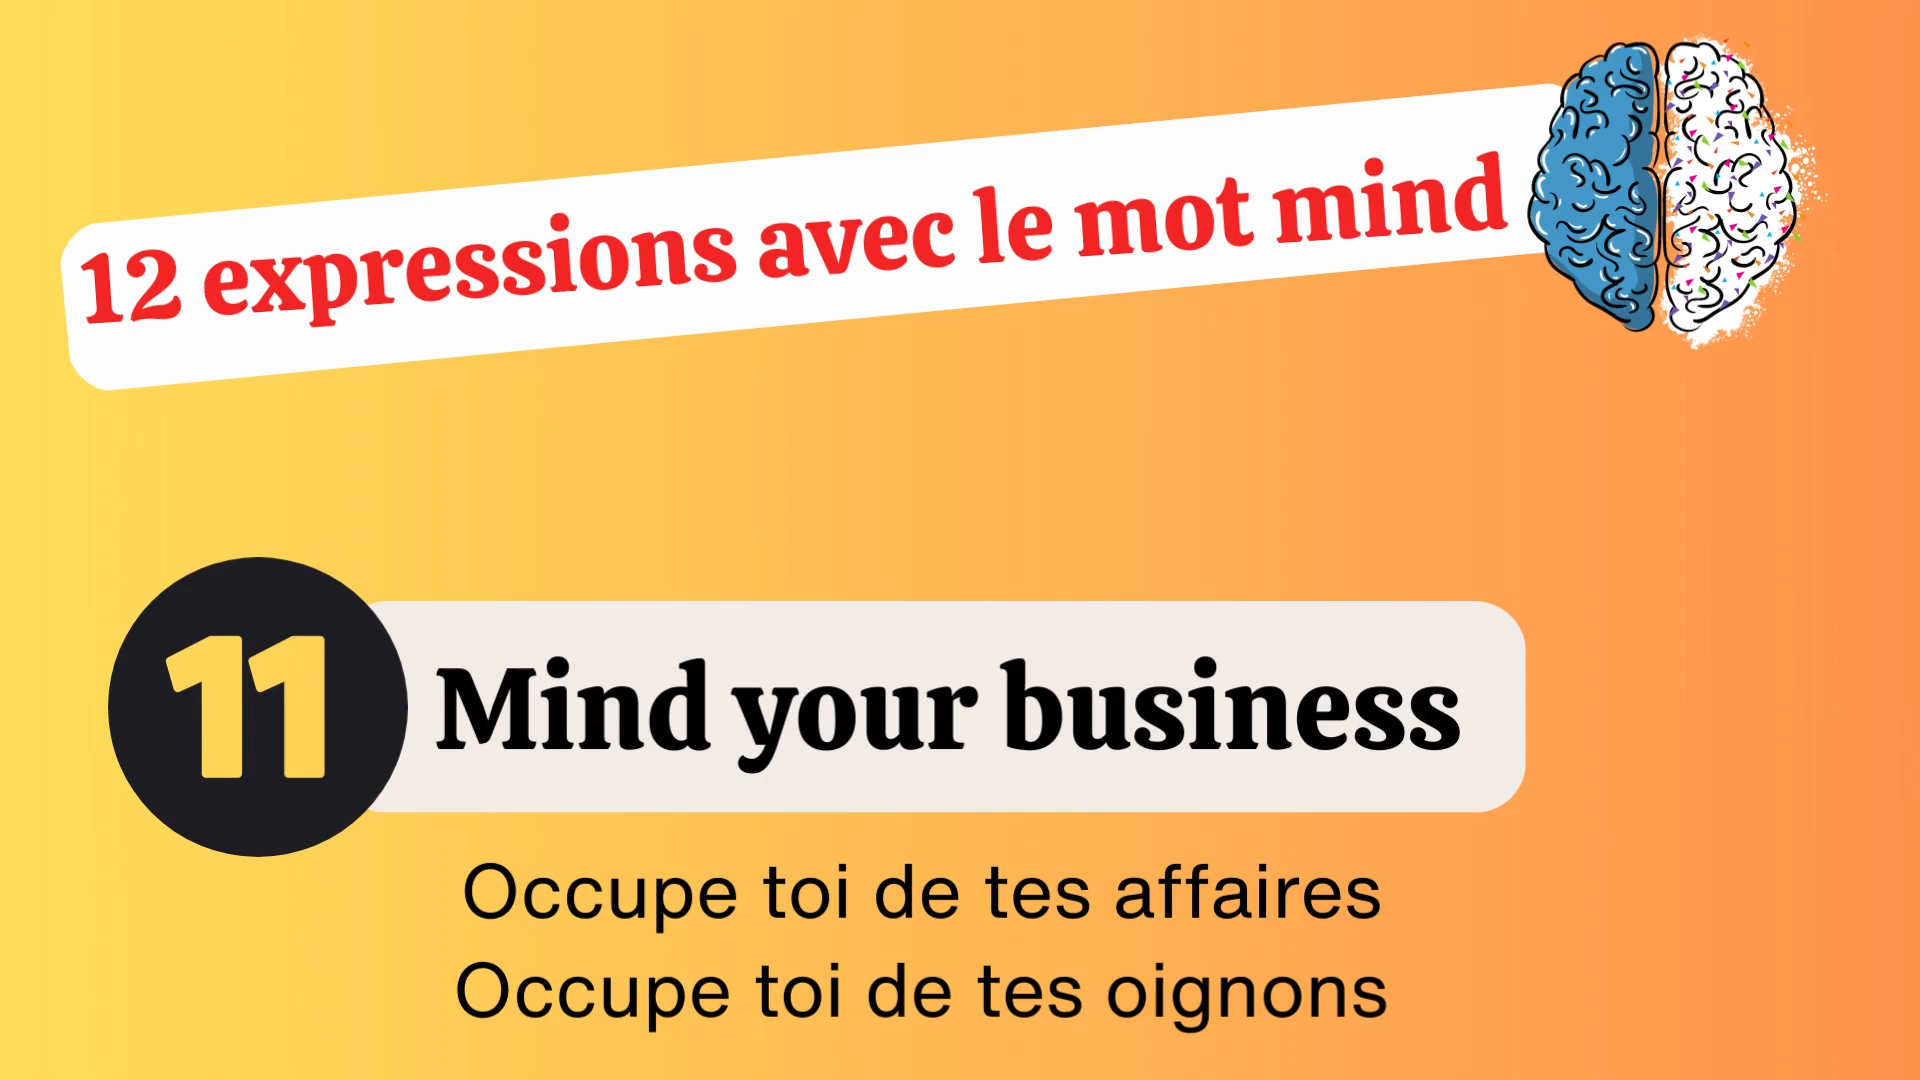 12 expressions avec le mot mind
11
Mind your business
Occupe toi de tes affaires
Occupe toi de tes oignons